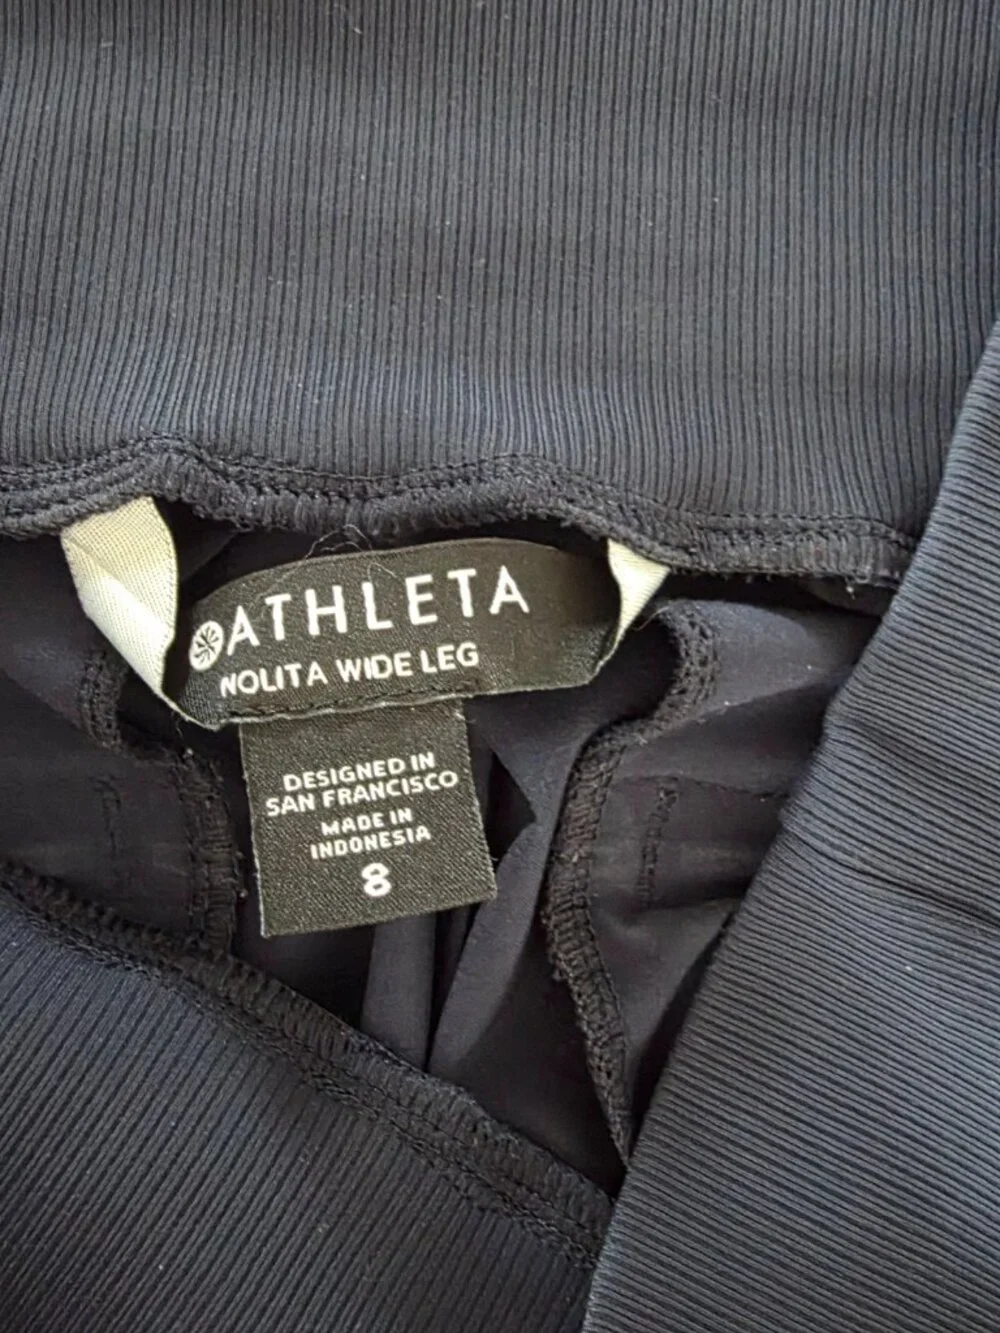 ATHLETA
NOLITA WIDE LEG
DESIGNED IN
SAN FRANCISCO
MADE IN
INDONESIA
8